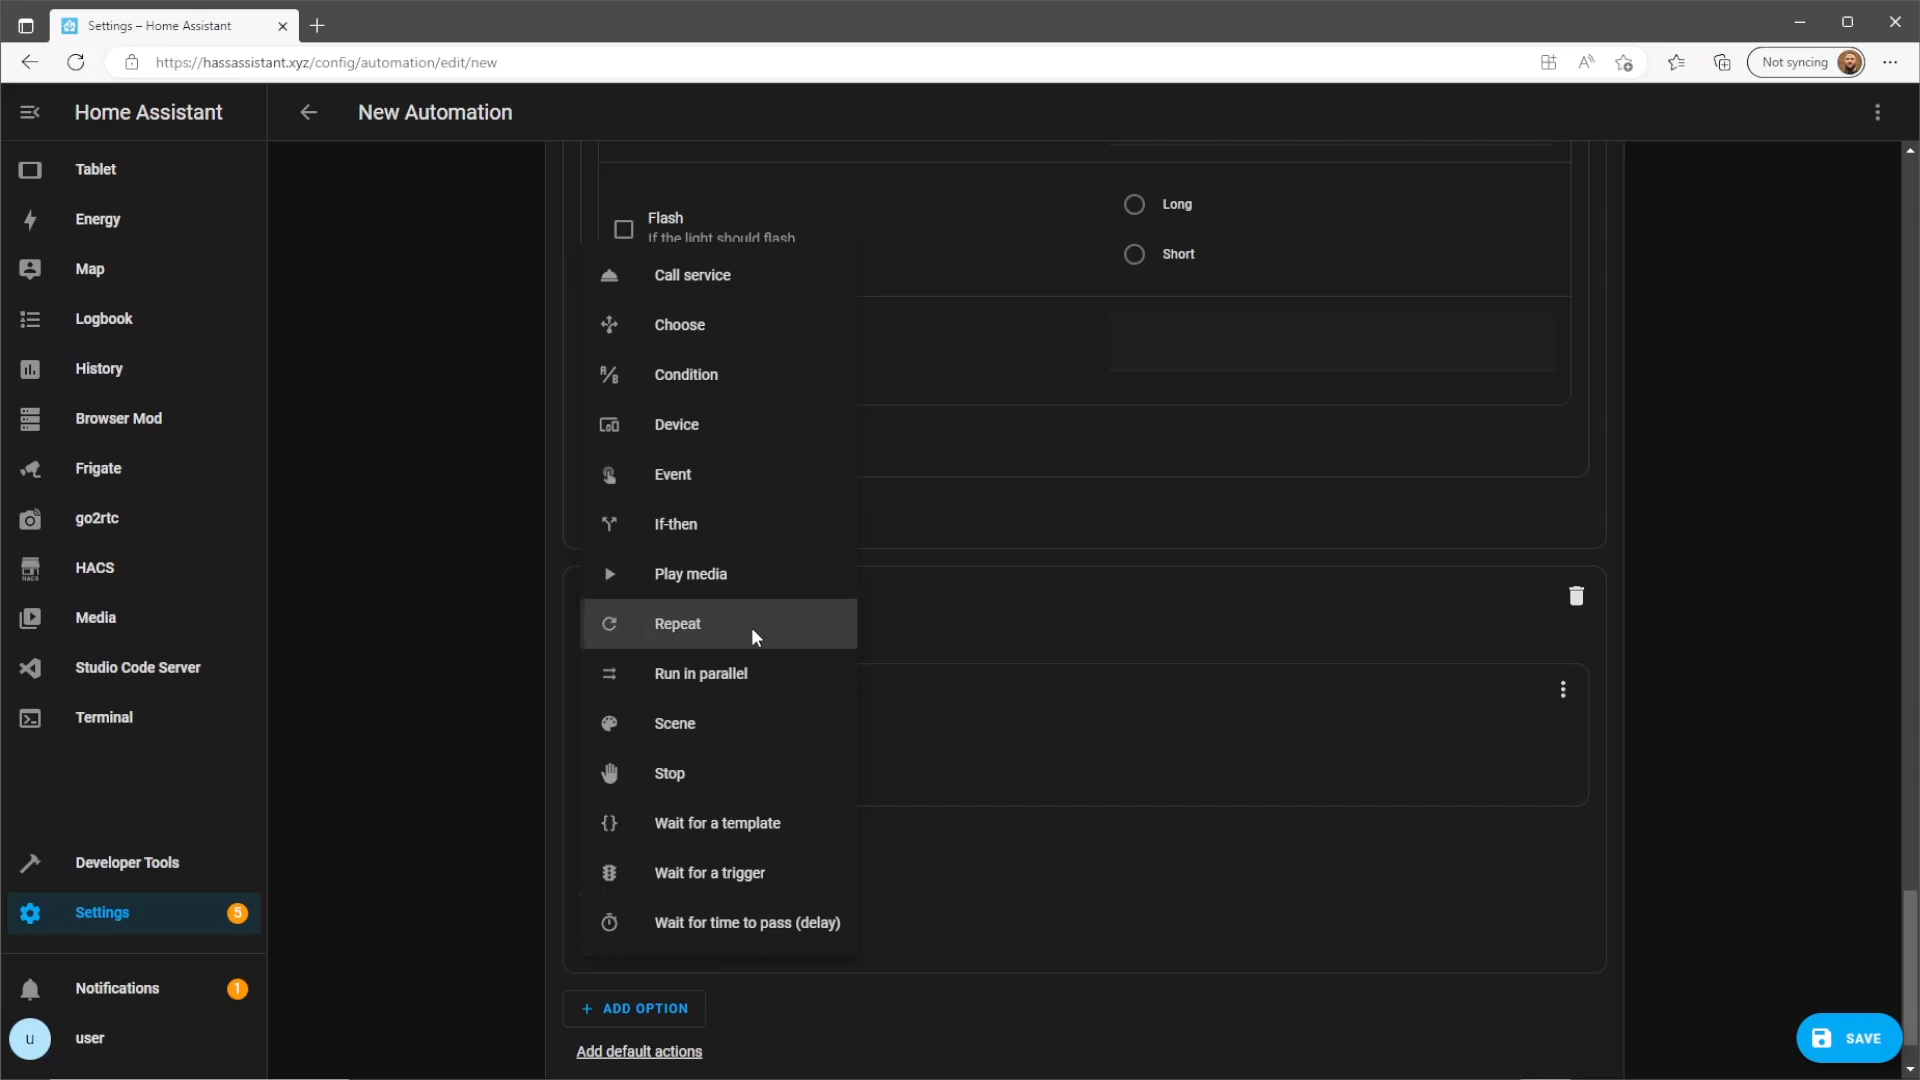 Settings – Home Assistant
https://hassassistant.xyz/config/automation/edit/new
Not syncing
Home Assistant
New Automation
Tablet
Energy
Map
Logbook
History
Browser Mod
Frigate
go2rtc
HACS
HACS
Media
Studio Code Server
Terminal
Developer Tools
Settings
5
Notifications
1
u
user
Flash
If the light should flash
Long
Short
Call service
Choose
Condition
Device
Event
If-then
Play media
Repeat
Run in parallel
Scene
Stop
Wait for a template
Wait for a trigger
Wait for time to pass (delay)
+ ADD OPTION
Add default actions
SAVE